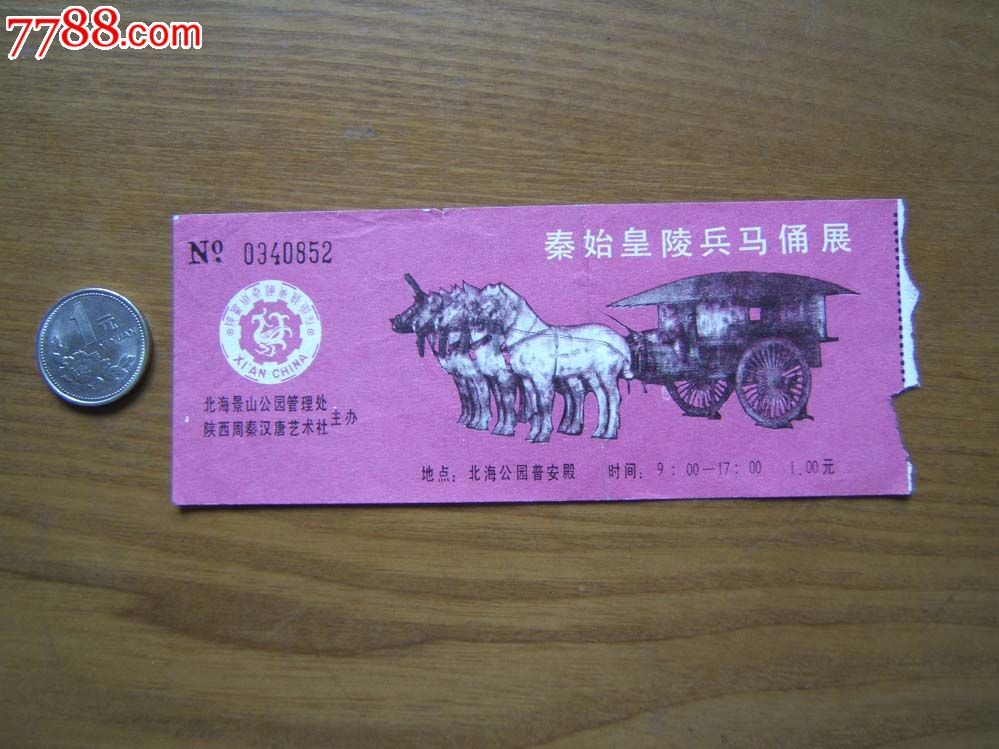 7788.com
秦始皇陵兵马俑展
No 0340852
XI'AN CHINA
北海景山公园管理处
陕西周秦汉唐艺术社
主办
地点：北海公园普安殿 时间：9：00—17：00 1.00元
1元
YI YUAN